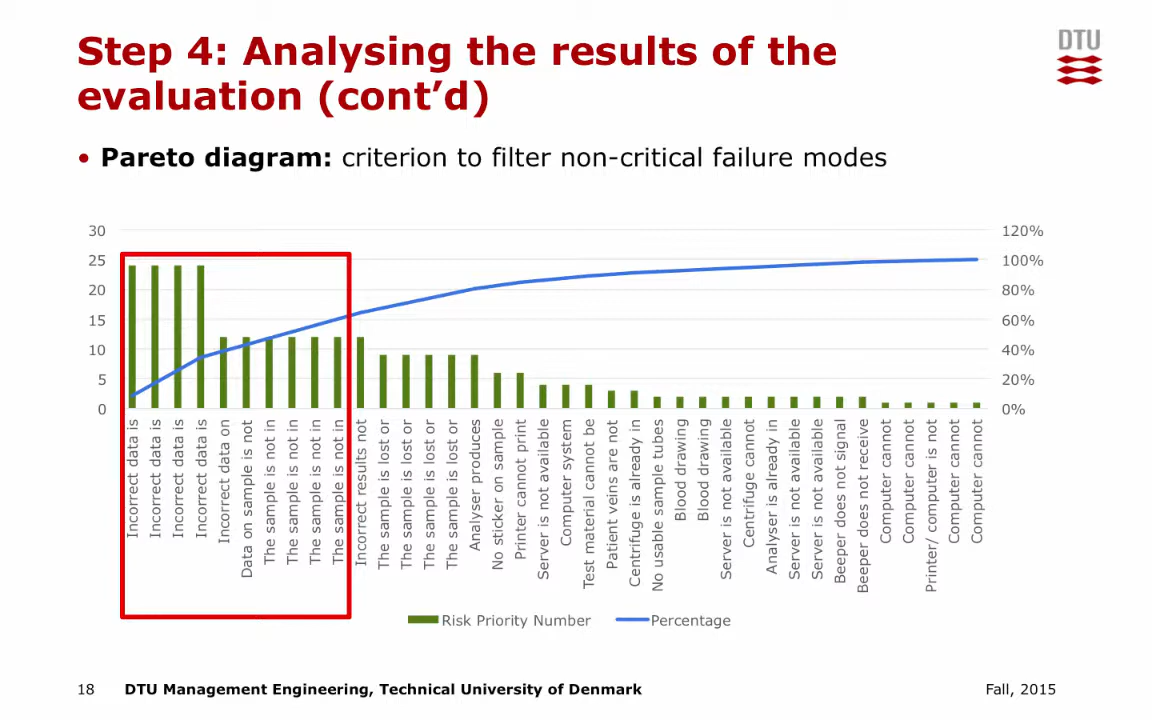 Step 4: Analysing the results of the
evaluation (cont’d)
DTU
• Pareto diagram: criterion to filter non-critical failure modes
30
25
20
15
10
5
0
120%
100%
80%
60%
40%
20%
0%
Incorrect data is
Incorrect data is
Incorrect data is
Incorrect data is
Incorrect data on
Data on sample is not
The sample is not in
The sample is not in
The sample is not in
The sample is not in
Incorrect results not
The sample is lost or
The sample is lost or
The sample is lost or
The sample is lost or
Analyser produces
No sticker on sample
Printer cannot print
Server is not available
Computer system
Test material cannot be
Patient veins are not
Centrifuge is already in
No usable sample tubes
Blood drawing
Blood drawing
Server is not available
Centrifuge cannot
Analyser is already in
Server is not available
Server is not available
Beeper does not signal
Beeper does not receive
Computer cannot
Computer cannot
Printer/ computer is not
Computer cannot
Computer cannot
Risk Priority Number
Percentage
18 DTU Management Engineering, Technical University of Denmark
Fall, 2015